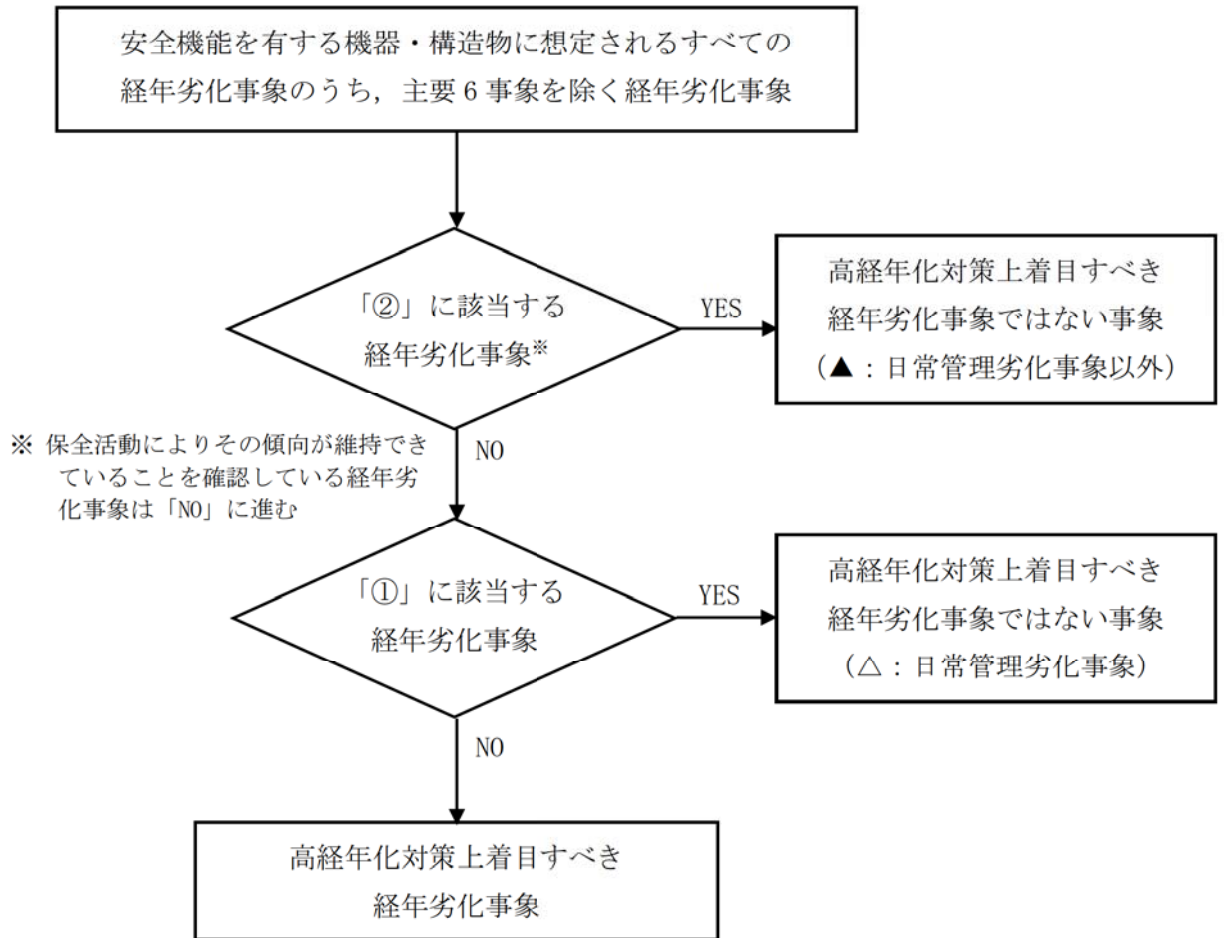 安全機能を有する機器・構造物に想定されるすべての
経年劣化事象のうち，主要 6 事象を除く経年劣化事象
「②」に該当する
経年劣化事象※
YES
高経年化対策上着目すべき
経年劣化事象ではない事象
（▲：日常管理劣化事象以外）
※ 保全活動によりその傾向が維持でき
ていることを確認している経年劣
化事象は「NO」に進む
NO
「①」に該当する
経年劣化事象
YES
高経年化対策上着目すべき
経年劣化事象ではない事象
（△：日常管理劣化事象）
NO
高経年化対策上着目すべき
経年劣化事象